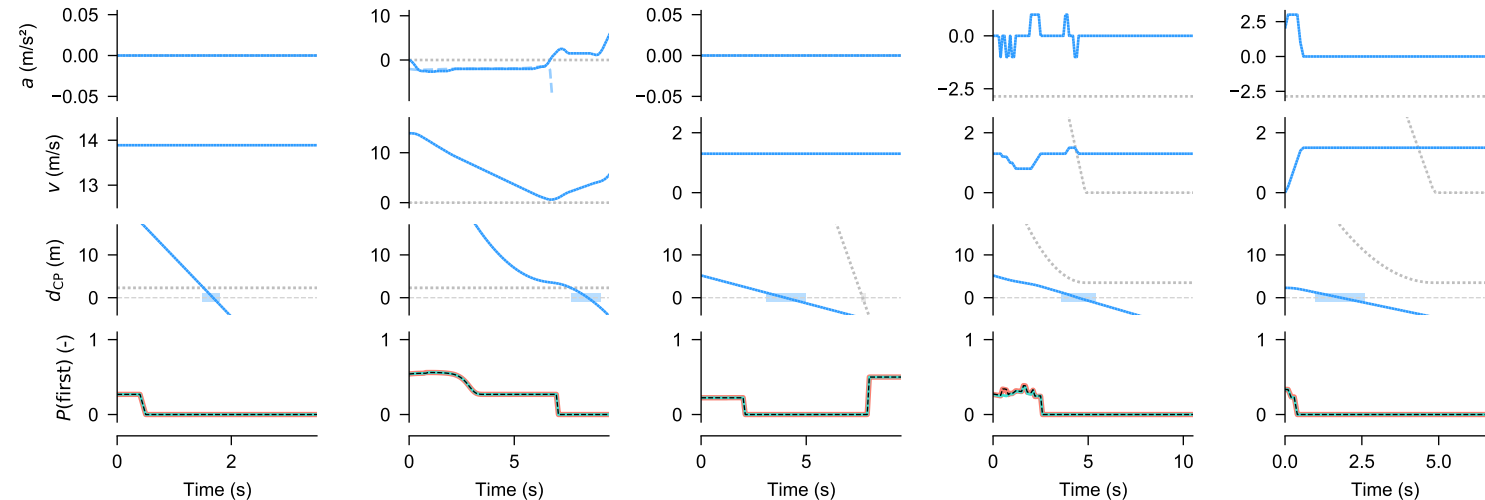 0.05 10 0.05 0.0 2.5
a (m/s²) 0.00 0 0.00 −2.5 0.0
−0.05 −0.05 −2.5
14 10 2 2
v (m/s) 13 0 0 0 0
2 2
10 10 10 10 10
d_CP (m) 0 0 0 0 0
1 1 1 1 1
P(first) (-) 0 0 0 0 0
0 2 0 5 0 5 0 5 10 0.0 2.5 5.0
Time (s) Time (s) Time (s) Time (s) Time (s)